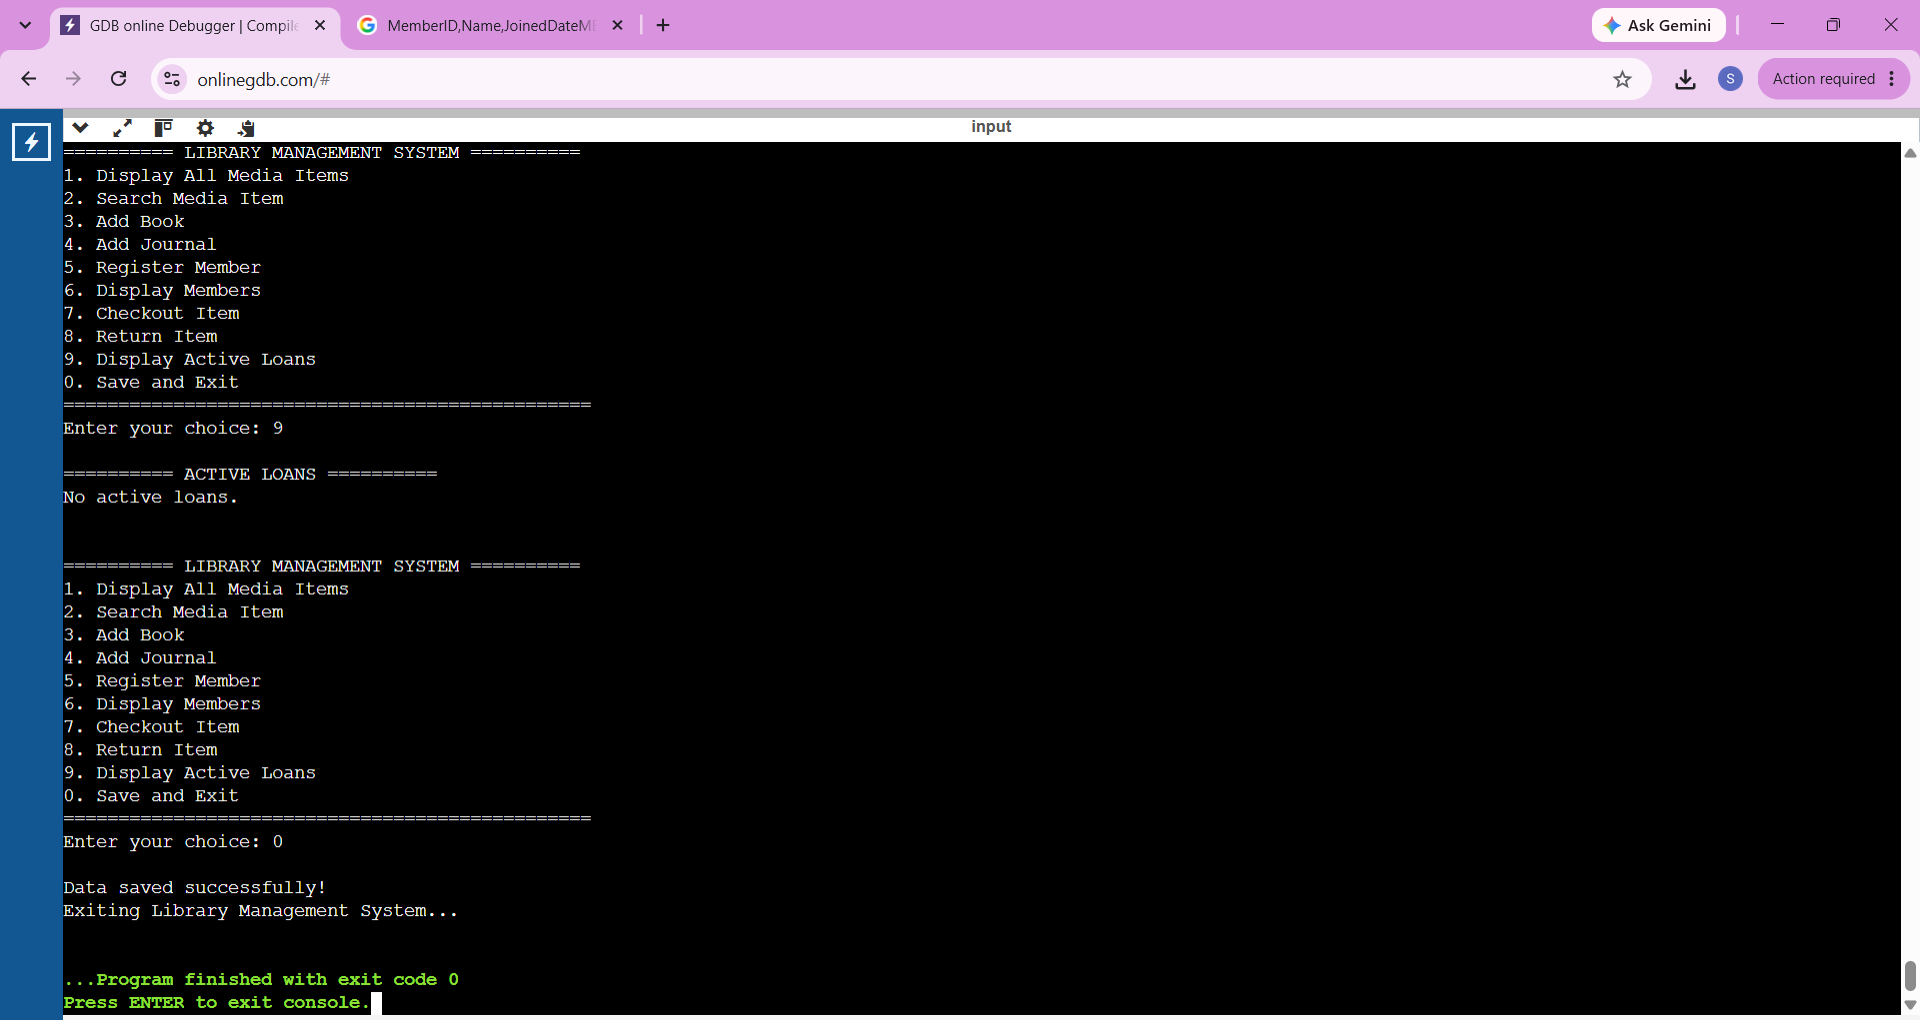 GDB online Debugger | Compile
MemberID,Name,JoinedDateME
Ask Gemini
onlinegdb.com/#
S
Action required
input
========== LIBRARY MANAGEMENT SYSTEM ==========
1. Display All Media Items
2. Search Media Item
3. Add Book
4. Add Journal
5. Register Member
6. Display Members
7. Checkout Item
8. Return Item
9. Display Active Loans
0. Save and Exit
================================================
Enter your choice: 9
========== ACTIVE LOANS ==========
No active loans.
========== LIBRARY MANAGEMENT SYSTEM ==========
1. Display All Media Items
2. Search Media Item
3. Add Book
4. Add Journal
5. Register Member
6. Display Members
7. Checkout Item
8. Return Item
9. Display Active Loans
0. Save and Exit
================================================
Enter your choice: 0
Data saved successfully!
Exiting Library Management System...
...Program finished with exit code 0
Press ENTER to exit console.